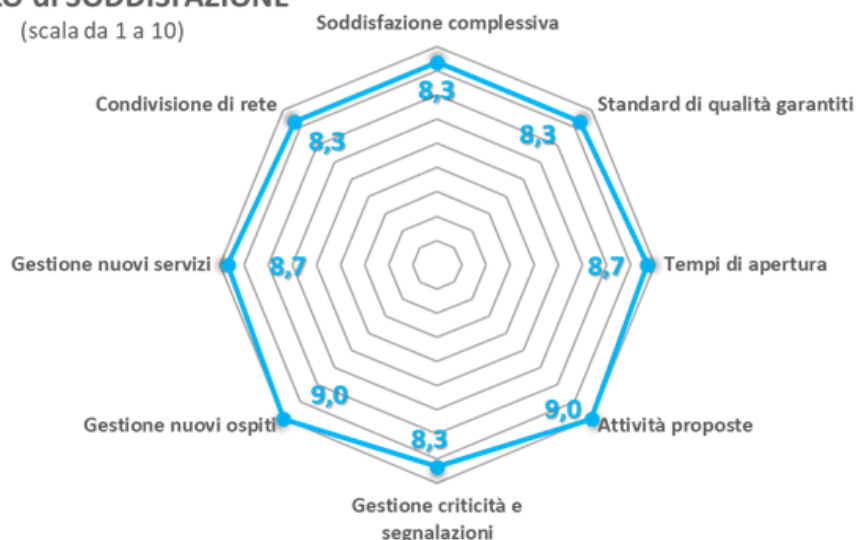 di SODDISFAZIONE
(scala da 1 a 10)
Soddisfazione complessiva
Condivisione di rete
Standard di qualità garantiti
8,3
8,3
8,3
Gestione nuovi servizi
8,7
8,7
Tempi di apertura
9,0
9,0
Gestione nuovi ospiti
8,3
Attività proposte
Gestione criticità e
segnalazioni